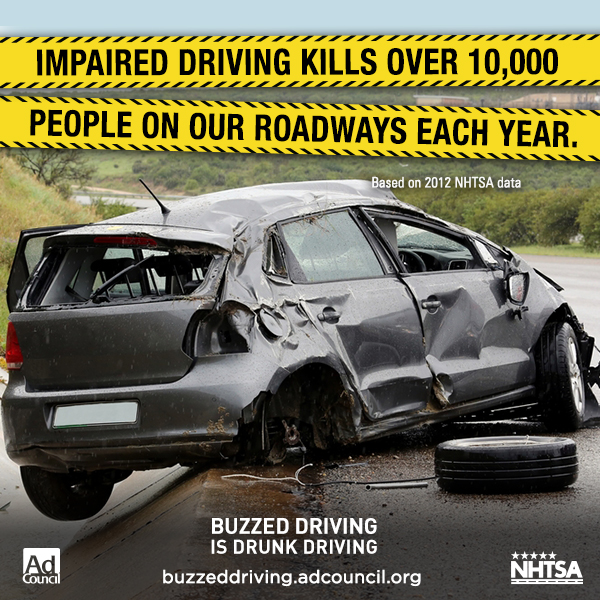 IMPAIRED DRIVING KILLS OVER 10,000
PEOPLE ON OUR ROADWAYS EACH YEAR.
Based on 2012 NHTSA data
BUZZED DRIVING
IS DRUNK DRIVING
buzzeddriving.adcouncil.org
Ad
Council
NHTSA